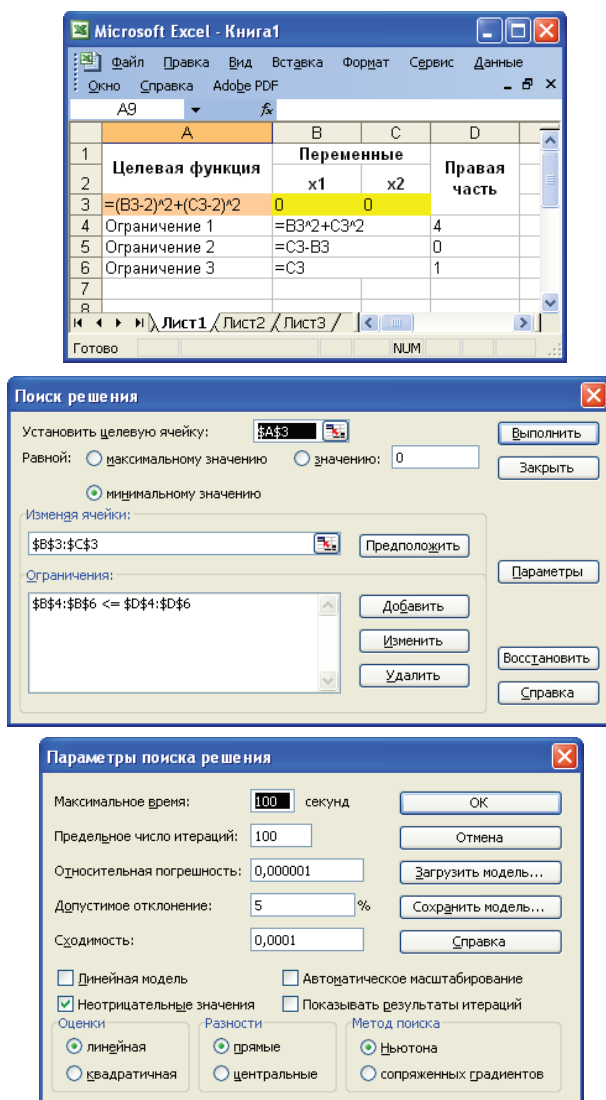 Microsoft Excel - Книга1
Файл Правка Вид Вставка Формат Сервис Данные
Окно Справка Adobe PDF
A9 fx
A B C D
1 Целевая функция Переменные Правая часть
2 x1 x2
3 =(B3-2)^2+(C3-2)^2 0 0
4 Ограничение 1 =B3^2+C3^2 4
5 Ограничение 2 =C3-B3 0
6 Ограничение 3 =C3 1
7
8
Лист1 Лист2 Лист3
Готово NUM
Поиск решения
Установить целевую ячейку: $A$3 Выполнить
Равной: максимальному значению значению: 0 Закрыть
минимальному значению
Изменяя ячейки:
$B$3:$C$3 Предположить
Ограничения: Параметры
$B$4:$B$6 <= $D$4:$D$6 Добавить
Изменить
Восстановить
Удалить
Справка
Параметры поиска решения
Максимальное время: 100 секунд OK
Предельное число итераций: 100 Отмена
Относительная погрешность: 0,000001 Загрузить модель...
Допустимое отклонение: 5 % Сохранить модель...
Сходимость: 0,0001 Справка
Линейная модель Автоматическое масштабирование
Неотрицательные значения Показывать результаты итераций
Оценки Разности Метод поиска
линейная прямые Ньютона
квадратичная центральные сопряженных градиентов